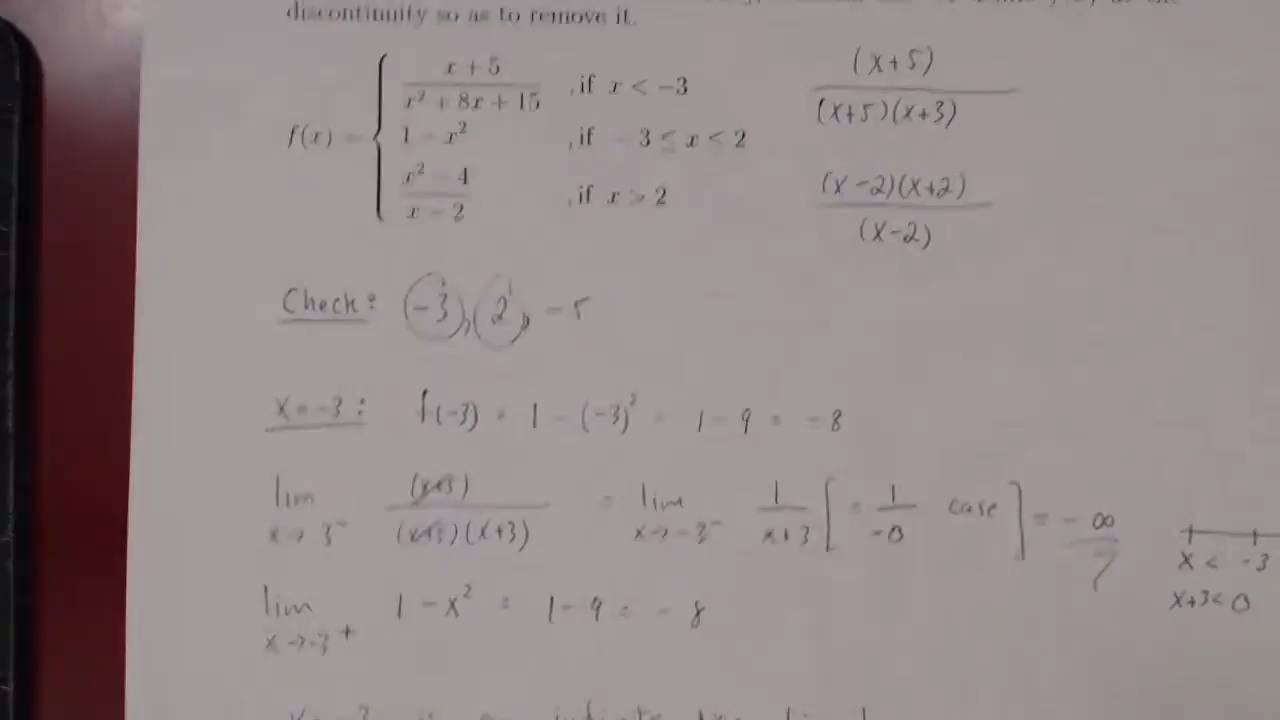 discontinuity so as to remove it.
f(x) =
x + 5
x² + 8x + 15
, if x < -3
1 - x²
, if -3 ≤ x < 2
x² - 4
x - 2
, if x > 2
(x+5)
(x+5)(x+3)
(x-2)(x+2)
(x-2)
Check: (-3), (2), -5
x = -3: f(-3) = 1 - (-3)² = 1 - 9 = -8
lim x→-3⁻ (x+5)/(x+5)(x+3) = lim x→-3⁻ 1/x+3 [= 1/-0 case] = -∞
x < -3
x+3 < 0
lim x→-3⁺ 1 - x² = 1 - 9 = -8